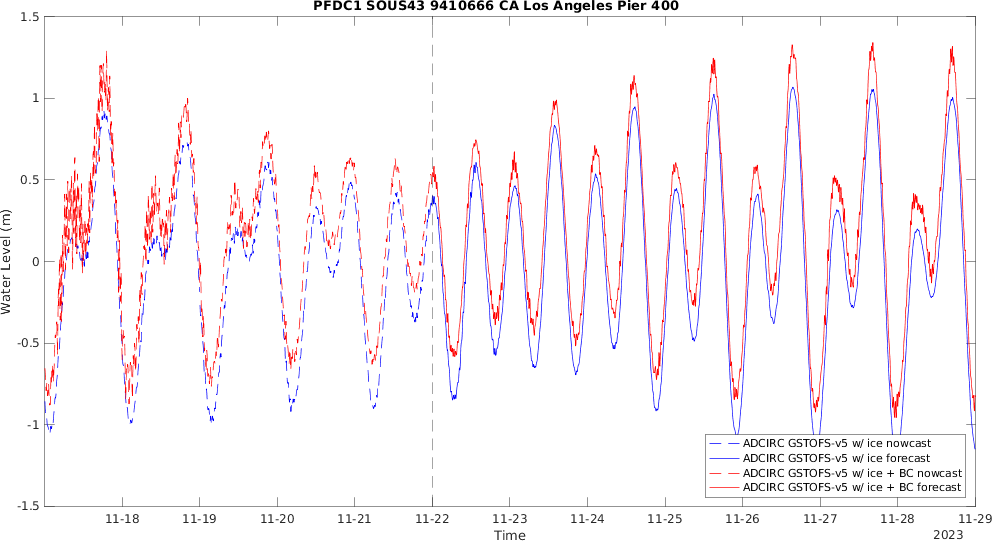 PFDC1 SOUS43 9410666 CA Los Angeles Pier 400
1.5
1
0.5
0
-0.5
-1
-1.5
Water Level (m)
11-18
11-19
11-20
11-21
11-22
11-23
11-24
11-25
11-26
11-27
11-28
11-29
Time
2023
ADCIRC GSTOFS-v5 w/ ice nowcast
ADCIRC GSTOFS-v5 w/ ice forecast
ADCIRC GSTOFS-v5 w/ ice + BC nowcast
ADCIRC GSTOFS-v5 w/ ice + BC forecast